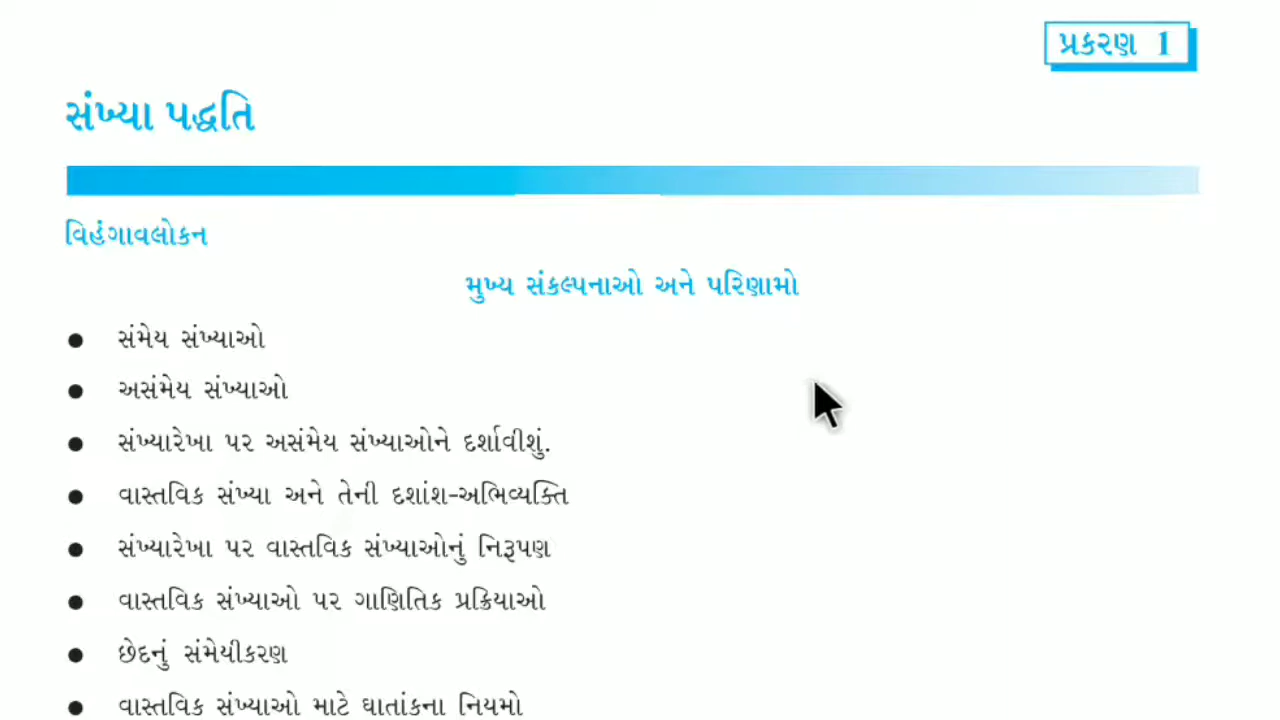 પ્રકરણ 1
સંખ્યા પદ્ધતિ
વિહંગાવલોકન
મુખ્ય સંકલ્પનાઓ અને પરિણામો
● સંમેય સંખ્યાઓ
● અસંમેય સંખ્યાઓ
● સંખ્યારેખા પર અસંમેય સંખ્યાઓને દર્શાવીશું.
● વાસ્તવિક સંખ્યા અને તેની દશાંશ-અભિવ્યક્તિ
● સંખ્યારેખા પર વાસ્તવિક સંખ્યાઓનું નિરૂપણ
● વાસ્તવિક સંખ્યાઓ પર ગાણિતિક પ્રક્રિયાઓ
● છેદનું સંમેયીકરણ
● વાસ્તવિક સંખ્યાઓ માટે ઘાતાંકના નિયમો